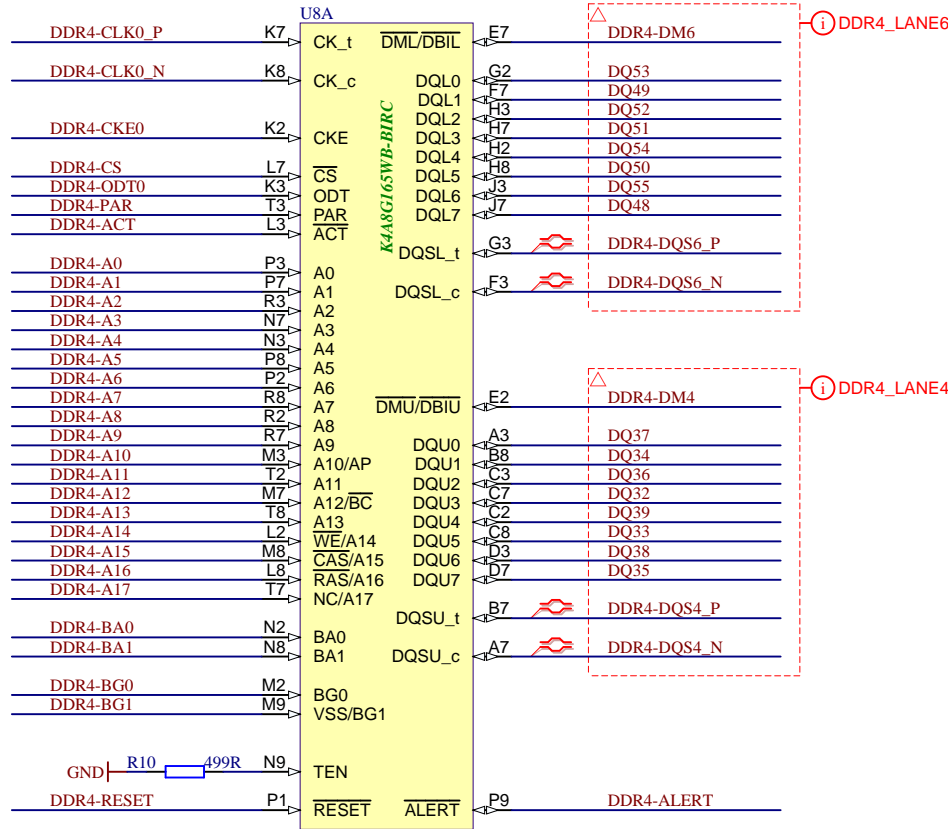 U8A
DDR4-CLK0_P K7 CK_t DML/DBIL E7 DDR4-DM6 DDR4_LANE6
DDR4-CLK0_N K8 CK_c DQL0 G2 DQ53
DQL1 F7 DQ49
DQL2 H3 DQ52
DDR4-CKE0 K2 CKE DQL3 H7 DQ51
DQL4 H2 DQ54
DDR4-CS L7 CS DQL5 H8 DQ50
DDR4-ODT0 K3 ODT DQL6 J3 DQ55
DDR4-PAR T3 PAR DQL7 J7 DQ48
DDR4-ACT L3 ACT
K4A8G165WB-BIRC
DQSL_t G3 DDR4-DQS6_P
DDR4-A0 P3 A0
DDR4-A1 P7 A1 DQSL_c F3 DDR4-DQS6_N
DDR4-A2 R3 A2
DDR4-A3 N7 A3
DDR4-A4 N3 A4
DDR4-A5 P8 A5
DDR4-A6 P2 A6 DDR4_LANE4
DDR4-A7 R8 A7 DMU/DBIU E2 DDR4-DM4
DDR4-A8 R2 A8
DDR4-A9 R7 A9 DQU0 A3 DQ37
DDR4-A10 M3 A10/AP DQU1 B8 DQ34
DDR4-A11 T2 A11 DQU2 C3 DQ36
DDR4-A12 M7 A12/BC DQU3 C7 DQ32
DDR4-A13 T8 A13 DQU4 C2 DQ39
DDR4-A14 L2 WE/A14 DQU5 C8 DQ33
DDR4-A15 M8 CAS/A15 DQU6 D3 DQ38
DDR4-A16 L8 RAS/A16 DQU7 D7 DQ35
DDR4-A17 T7 NC/A17
DQSU_t B7 DDR4-DQS4_P
DDR4-BA0 N2 BA0
DDR4-BA1 N8 BA1 DQSU_c A7 DDR4-DQS4_N
DDR4-BG0 M2 BG0
DDR4-BG1 M9 VSS/BG1
GND R10 499R N9 TEN
DDR4-RESET P1 RESET ALERT P9 DDR4-ALERT